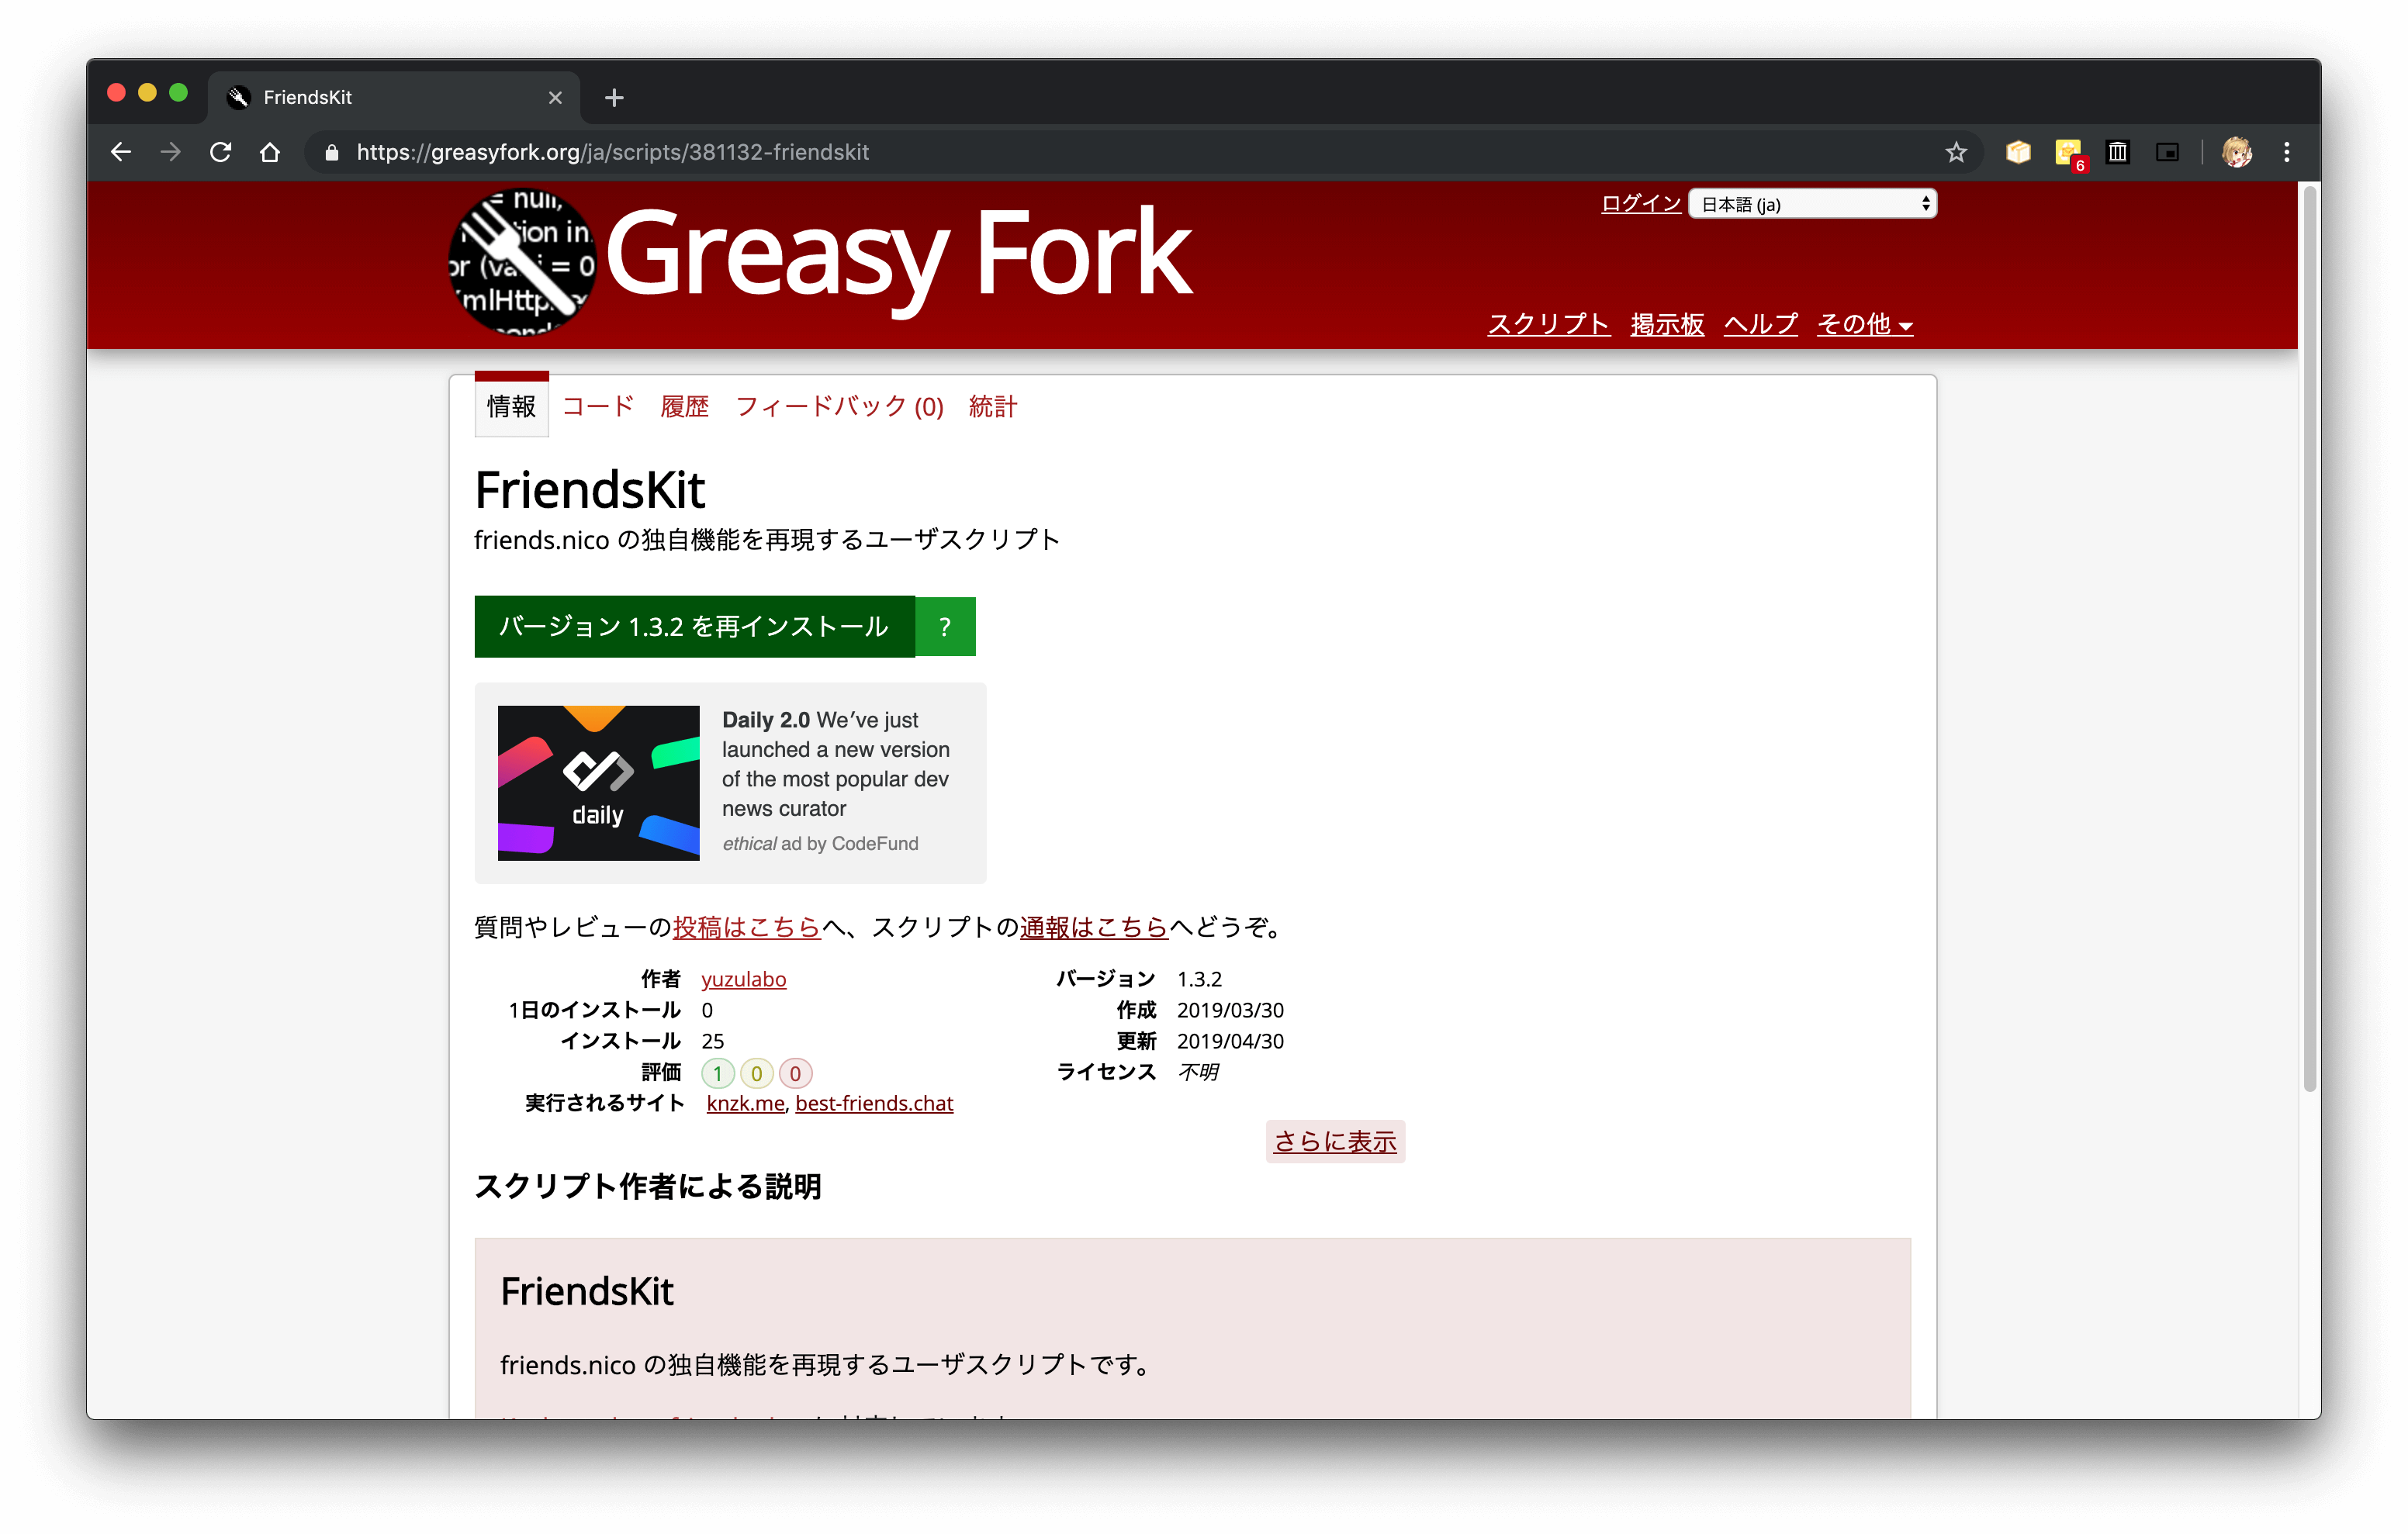 FriendsKit
https://greasyfork.org/ja/scripts/381132-friendskit
6
= null,
ion in
or (va i = 0
mlHttp
Greasy Fork
ログイン 日本語 (ja)
スクリプト 掲示板 ヘルプ その他
情報 コード 履歴 フィードバック (0) 統計
FriendsKit
friends.nico の独自機能を再現するユーザスクリプト
バージョン 1.3.2 を再インストール ?
daily
Daily 2.0 We’ve just
launched a new version
of the most popular dev
news curator
ethical ad by CodeFund
質問やレビューの投稿はこちらへ、スクリプトの通報はこちらへどうぞ。
作者 yuzulabo
1日のインストール 0
インストール 25
評価 1 0 0
実行されるサイト knzk.me, best-friends.chat
バージョン 1.3.2
作成 2019/03/30
更新 2019/04/30
ライセンス 不明
さらに表示
スクリプト作者による説明
FriendsKit
friends.nico の独自機能を再現するユーザスクリプトです。